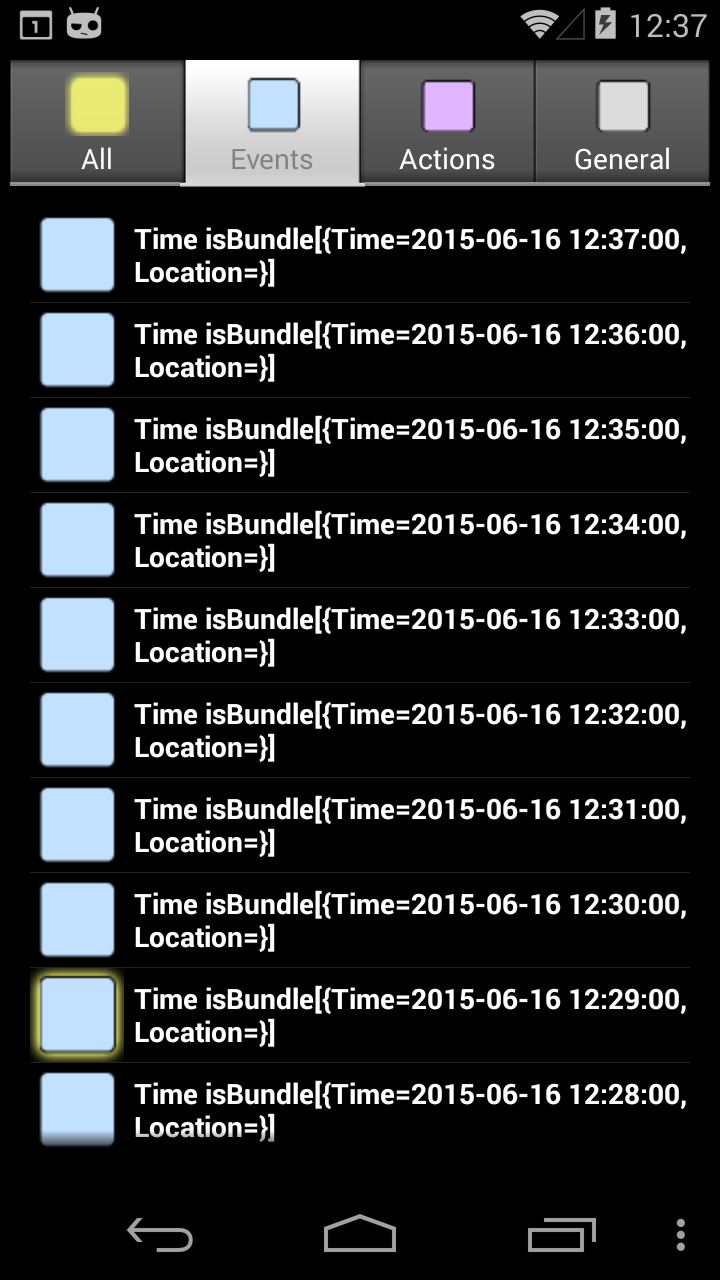 1 12:37
All Events Actions General
Time isBundle[{Time=2015-06-16 12:37:00,
Location=}]
Time isBundle[{Time=2015-06-16 12:36:00,
Location=}]
Time isBundle[{Time=2015-06-16 12:35:00,
Location=}]
Time isBundle[{Time=2015-06-16 12:34:00,
Location=}]
Time isBundle[{Time=2015-06-16 12:33:00,
Location=}]
Time isBundle[{Time=2015-06-16 12:32:00,
Location=}]
Time isBundle[{Time=2015-06-16 12:31:00,
Location=}]
Time isBundle[{Time=2015-06-16 12:30:00,
Location=}]
Time isBundle[{Time=2015-06-16 12:29:00,
Location=}]
Time isBundle[{Time=2015-06-16 12:28:00,
Location=}]